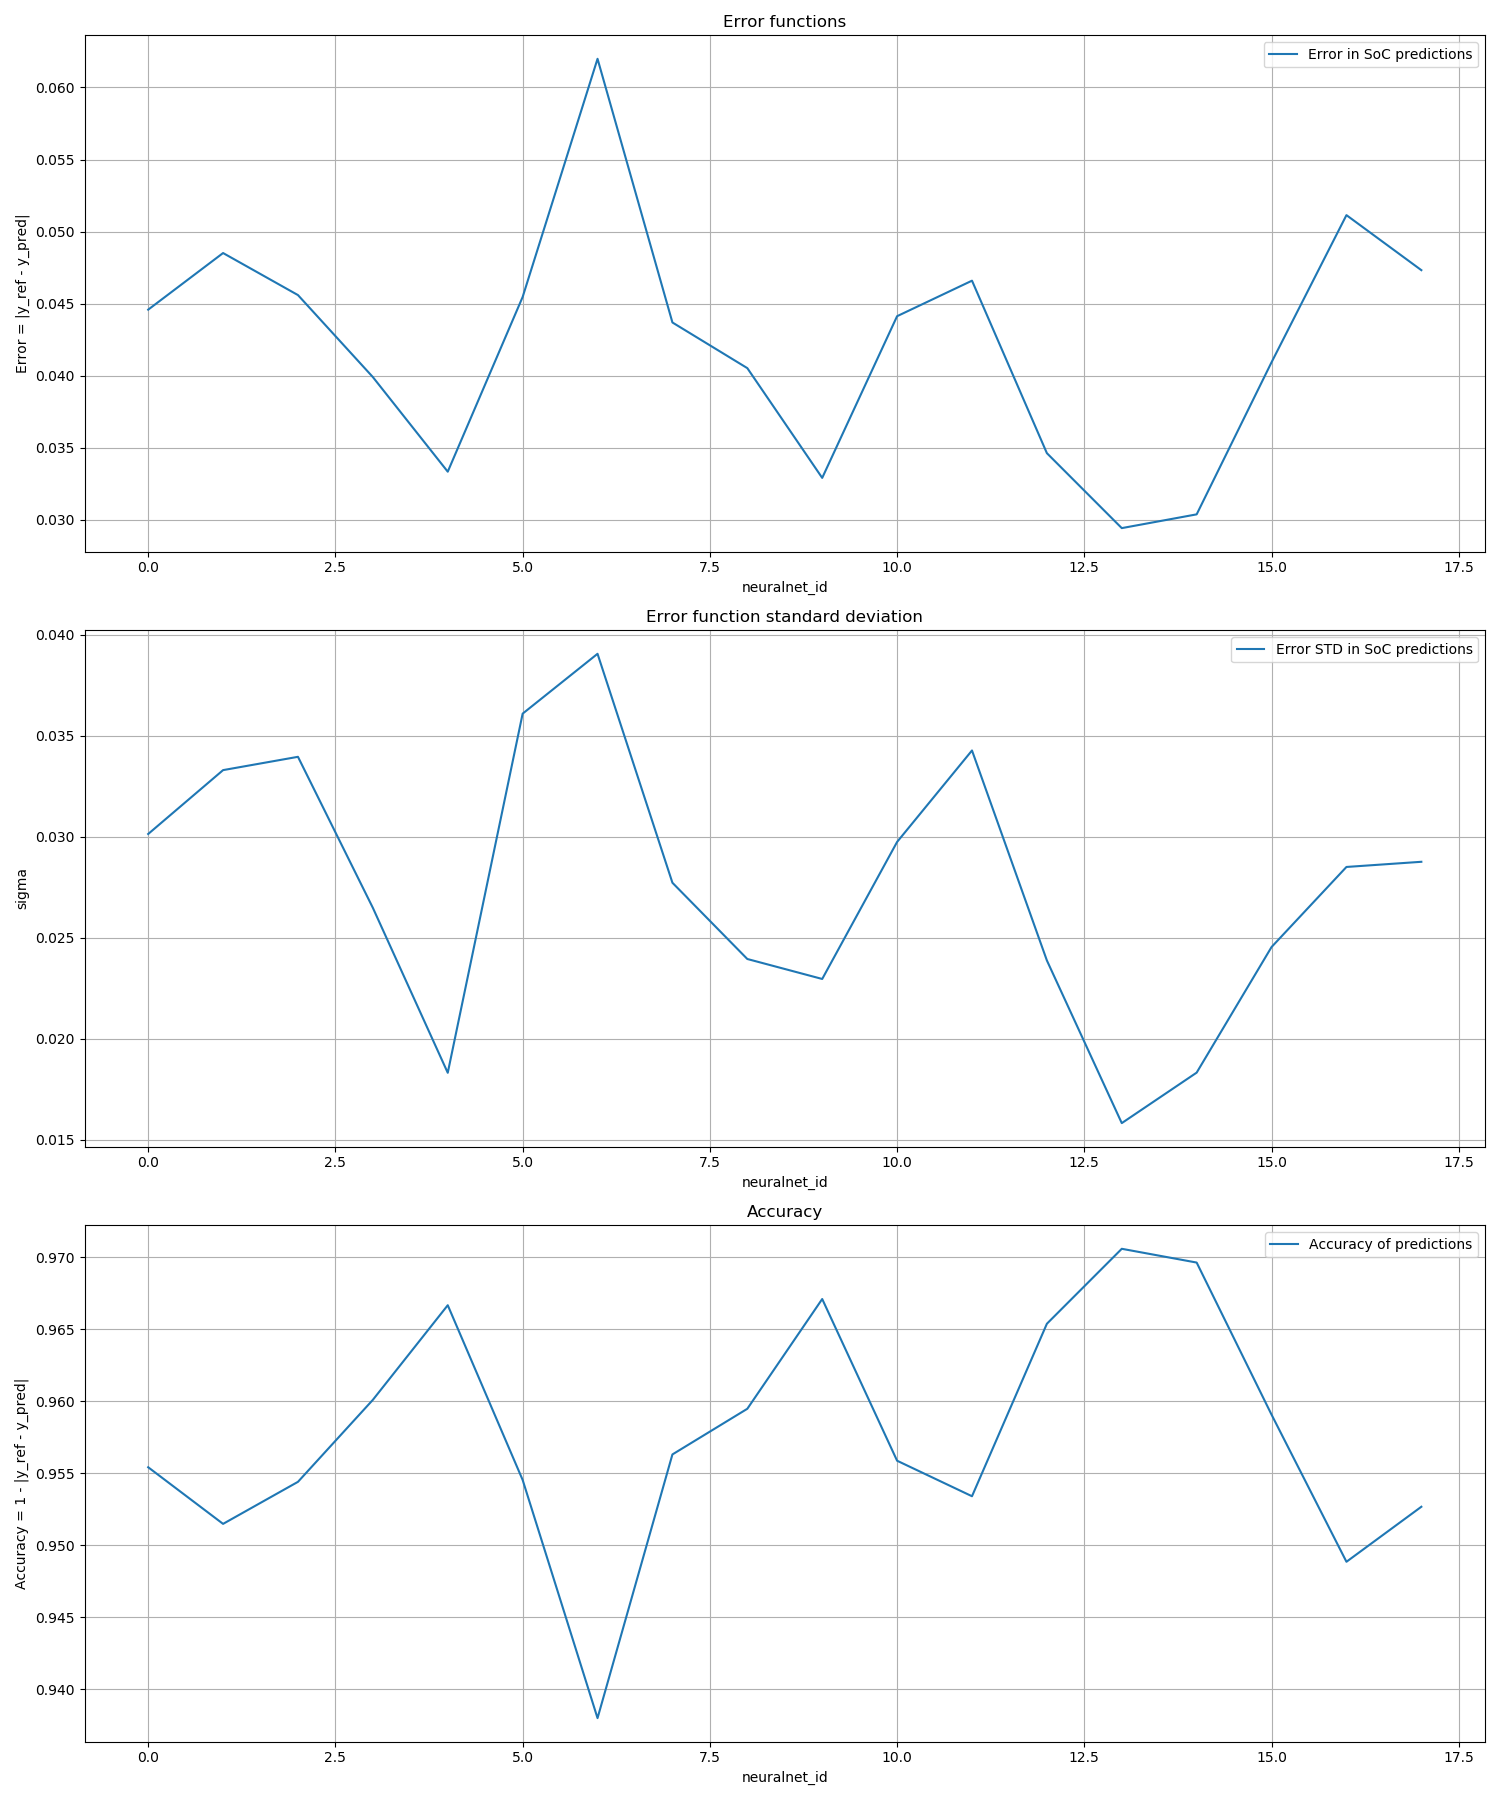 Error functions
Error in SoC predictions
0.060
0.055
0.050
0.045
0.040
0.035
0.030
Error = |y_ref - y_pred|
0.0 2.5 5.0 7.5 10.0 12.5 15.0 17.5
neuralnet_id
Error function standard deviation
Error STD in SoC predictions
0.040
0.035
0.030
0.025
0.020
0.015
sigma
0.0 2.5 5.0 7.5 10.0 12.5 15.0 17.5
neuralnet_id
Accuracy
Accuracy of predictions
0.970
0.965
0.960
0.955
0.950
0.945
0.940
Accuracy = 1 - |y_ref - y_pred|
0.0 2.5 5.0 7.5 10.0 12.5 15.0 17.5
neuralnet_id